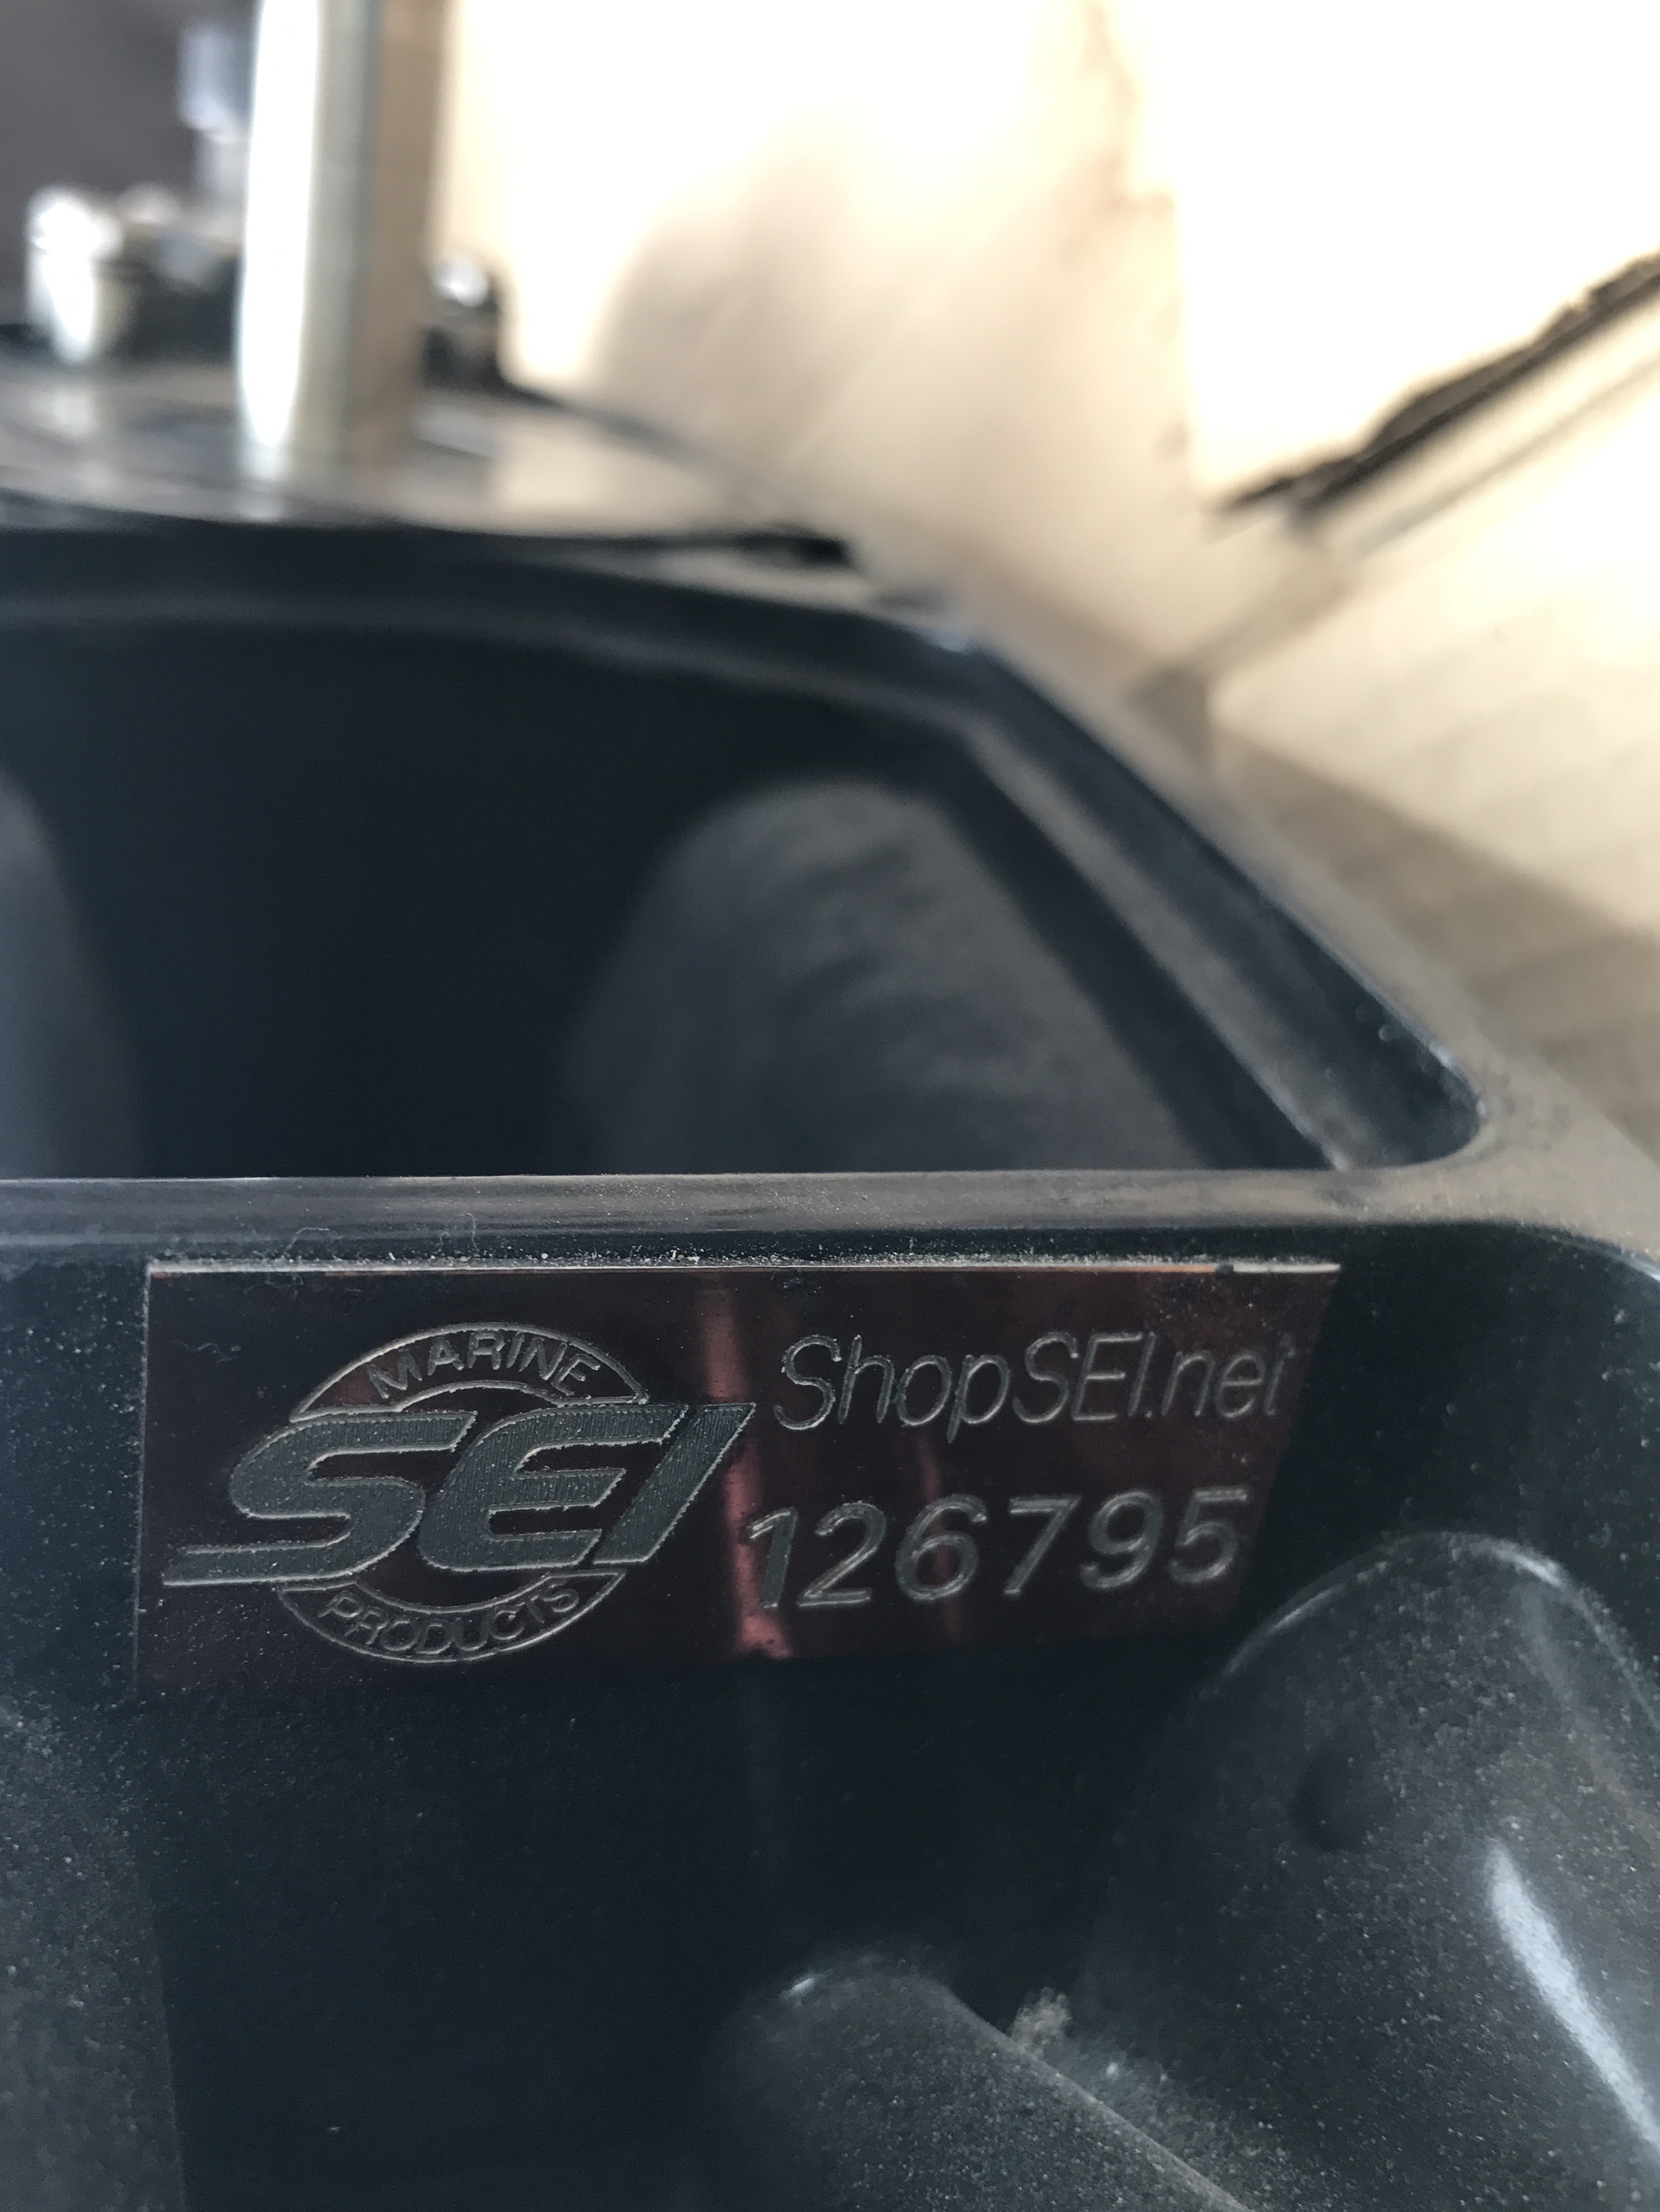 MARINE
SEI
PRODUCTS
ShopSEI.net
126795